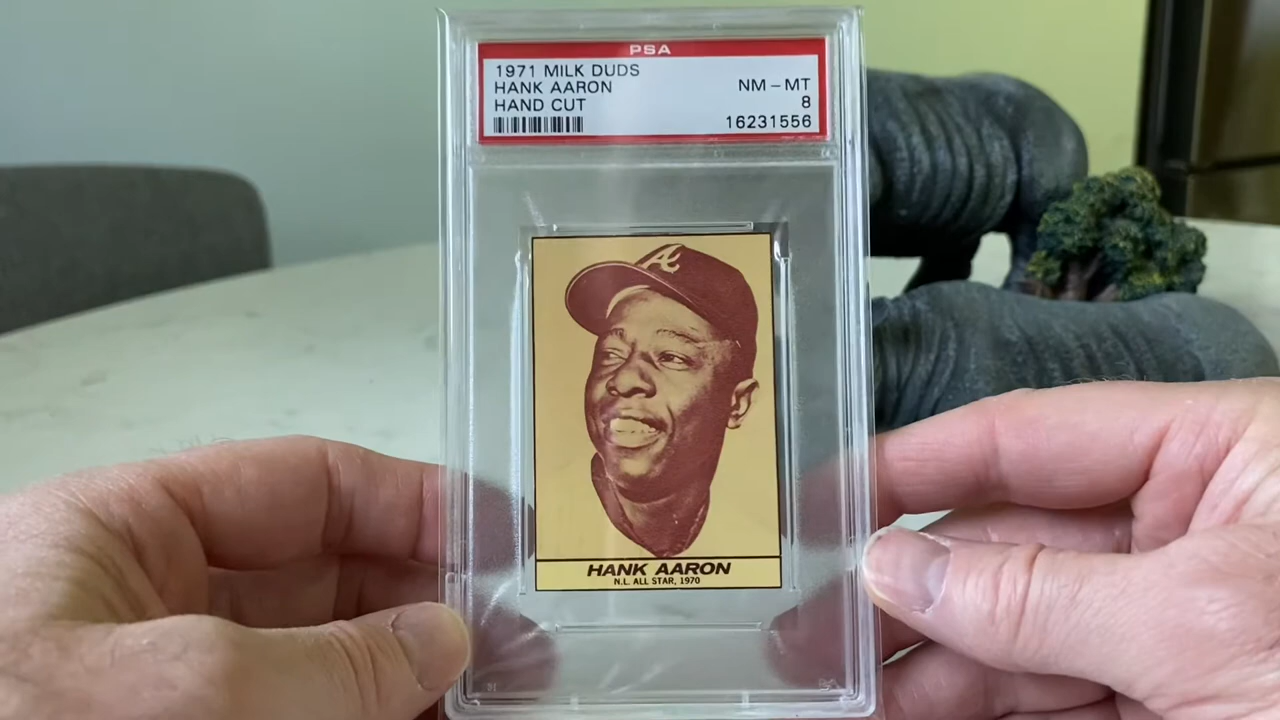 PSA
1971 MILK DUDS
HANK AARON
HAND CUT
NM – MT
8
16231556
A
HANK AARON
N.L. ALL STAR, 1970